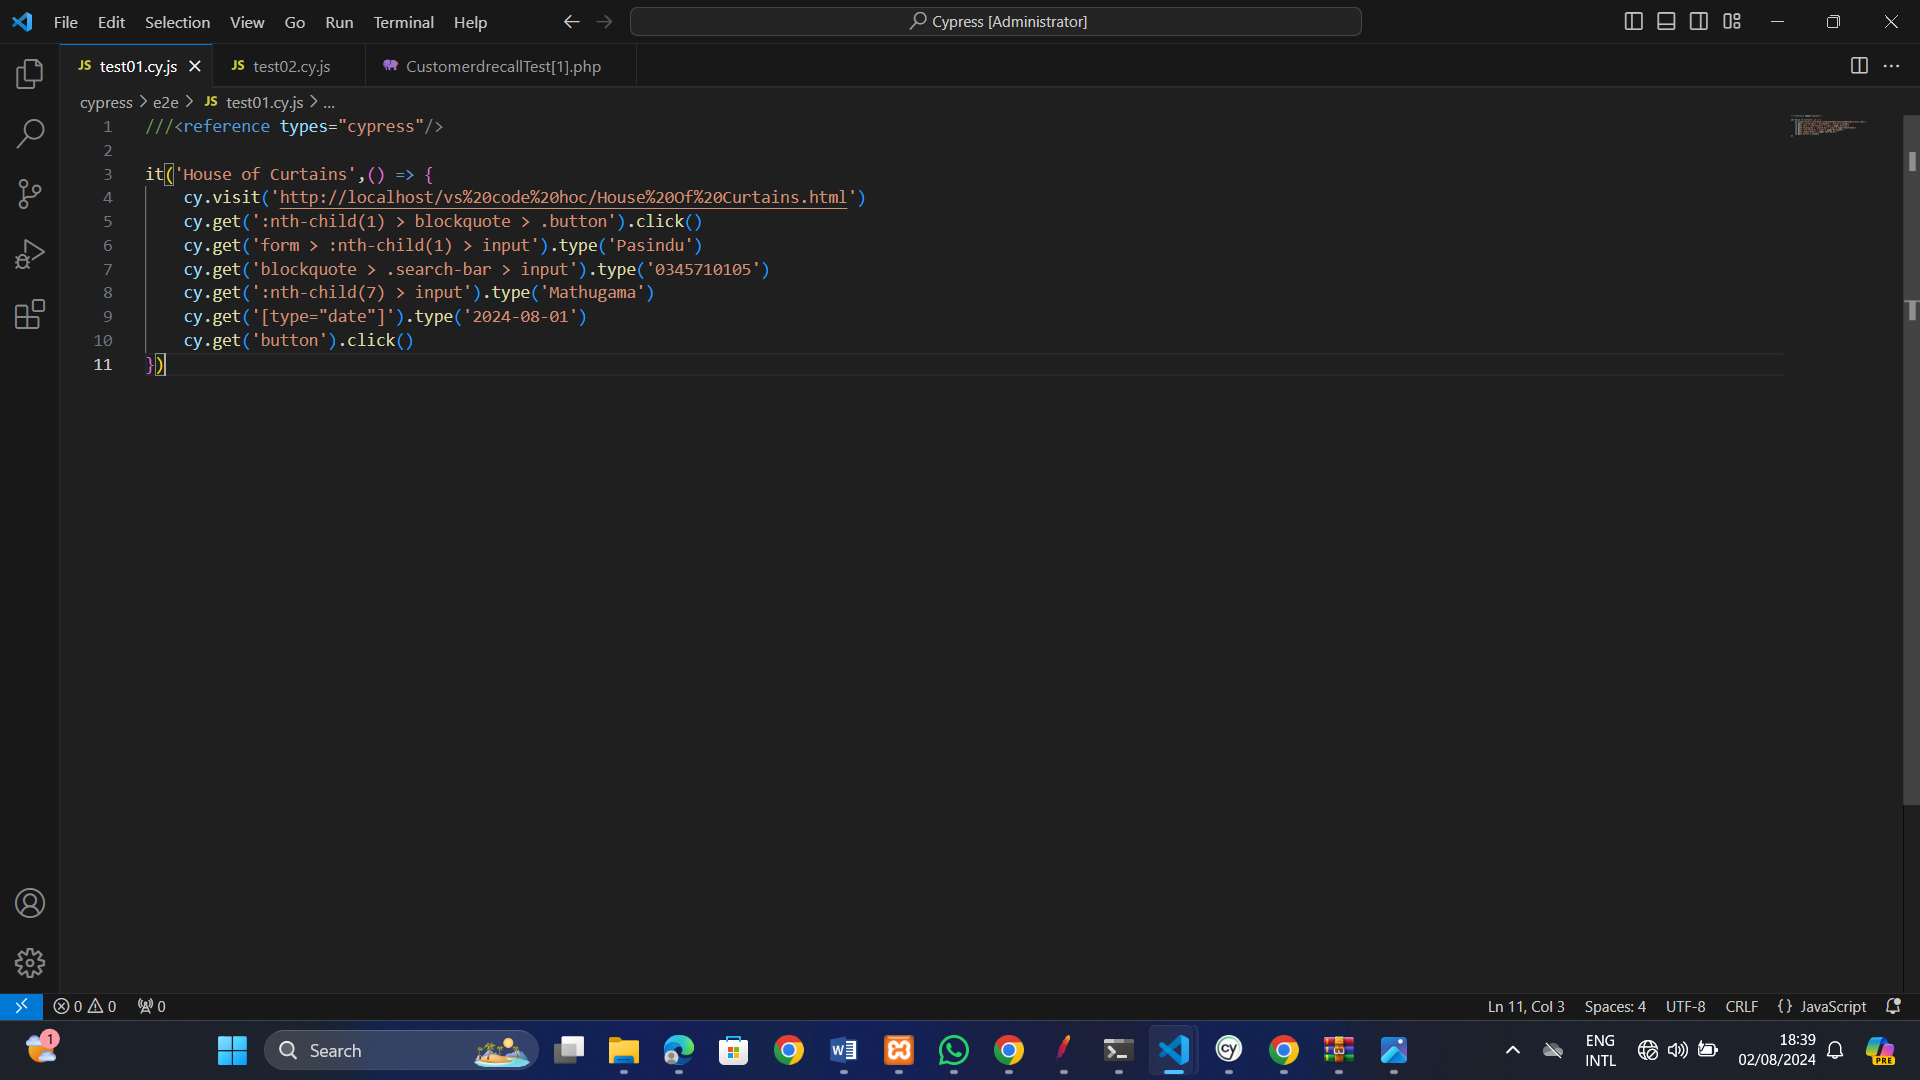 File Edit Selection View Go Run Terminal Help
Cypress [Administrator]
JS test01.cy.js
JS test02.cy.js
CustomerdrecallTest[1].php
cypress > e2e > JS test01.cy.js > ...
1 ///<reference types="cypress"/>
2
3 it('House of Curtains',() => {
4 cy.visit('http://localhost/vs%20code%20hoc/House%20Of%20Curtains.html')
5 cy.get(':nth-child(1) > blockquote > .button').click()
6 cy.get('form > :nth-child(1) > input').type('Pasindu')
7 cy.get('blockquote > .search-bar > input').type('0345710105')
8 cy.get(':nth-child(7) > input').type('Mathugama')
9 cy.get('[type="date"]').type('2024-08-01')
10 cy.get('button').click()
11 })
0 0 0
Ln 11, Col 3 Spaces: 4 UTF-8 CRLF {} JavaScript
1
Search
W
cy
ENG
INTL
18:39
02/08/2024
PRE